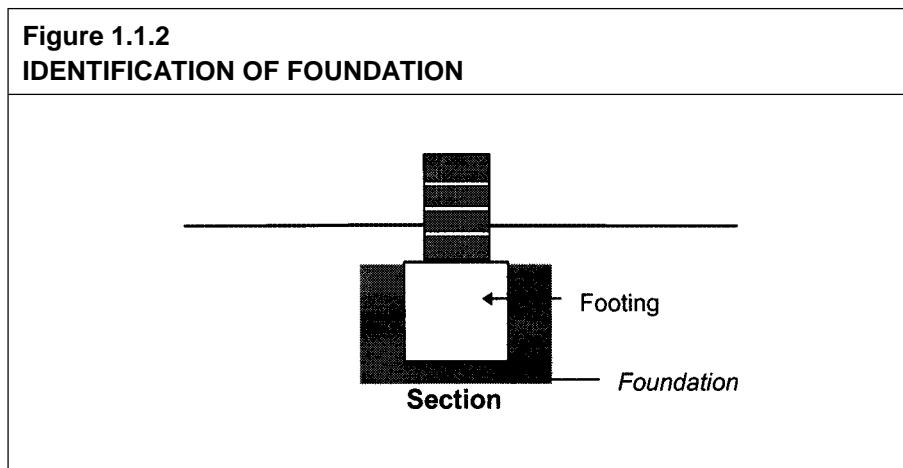 Figure 1.1.2
IDENTIFICATION OF FOUNDATION
Footing
Foundation
Section